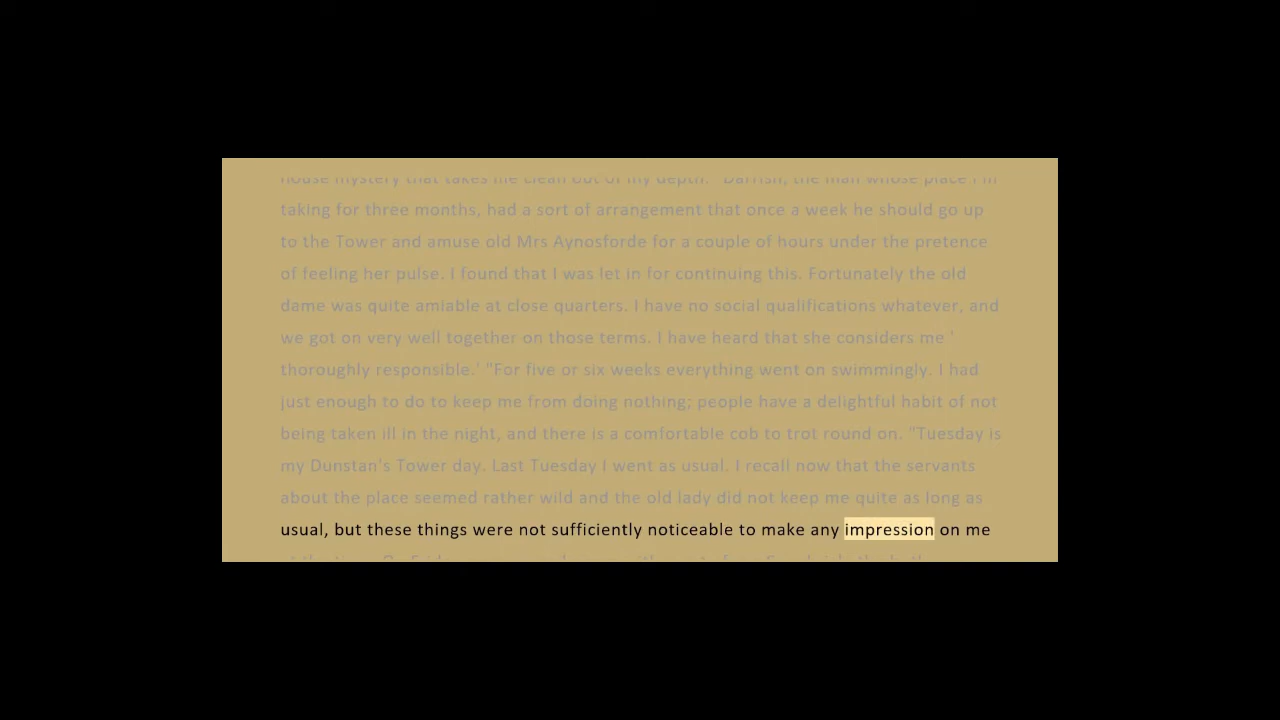 house mystery that takes me clean out of my depth. "Darrish, the man whose place I'm
taking for three months, had a sort of arrangement that once a week he should go up
to the Tower and amuse old Mrs Aynosforde for a couple of hours under the pretence
of feeling her pulse. I found that I was let in for continuing this. Fortunately the old
dame was quite amiable at close quarters. I have no social qualifications whatever, and
we got on very well together on those terms. I have heard that she considers me '
thoroughly responsible.' "For five or six weeks everything went on swimmingly. I had
just enough to do to keep me from doing nothing; people have a delightful habit of not
being taken ill in the night, and there is a comfortable cob to trot round on. "Tuesday is
my Dunstan's Tower day. Last Tuesday I went as usual. I recall now that the servants
about the place seemed rather wild and the old lady did not keep me quite as long as
usual, but these things were not sufficiently noticeable to make any impression on me